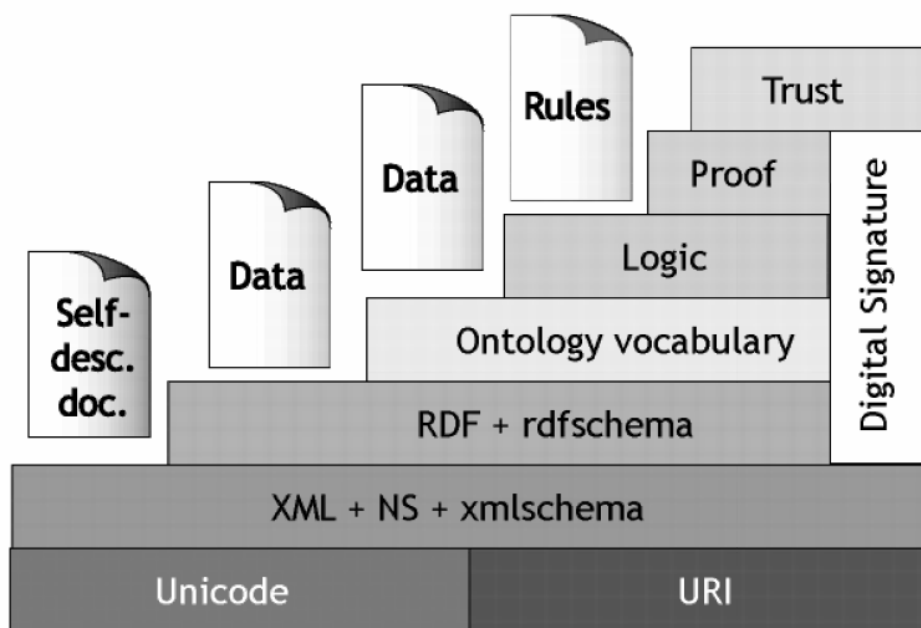 Rules
Trust
Data
Proof
Data
Logic
Digital Signature
Self-
desc.
doc.
Ontology vocabulary
RDF + rdfschema
XML + NS + xmlschema
Unicode
URI